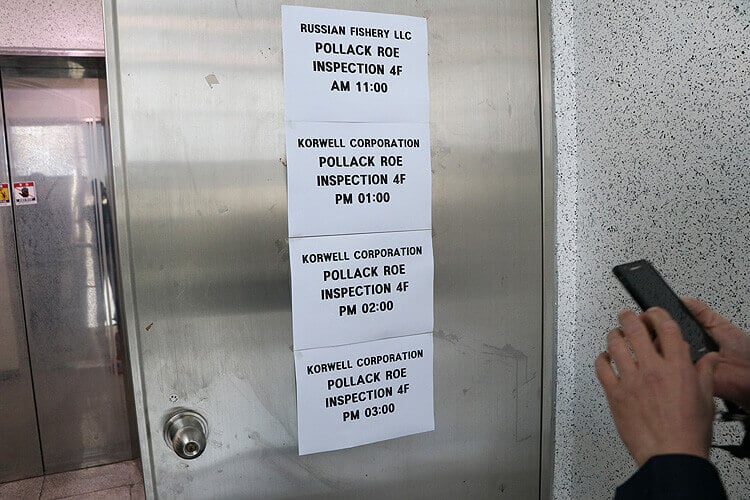 RUSSIAN FISHERY LLC
POLLACK ROE
INSPECTION 4F
AM 11:00
KORWELL CORPORATION
POLLACK ROE
INSPECTION 4F
PM 01:00
KORWELL CORPORATION
POLLACK ROE
INSPECTION 4F
PM 02:00
KORWELL CORPORATION
POLLACK ROE
INSPECTION 4F
PM 03:00